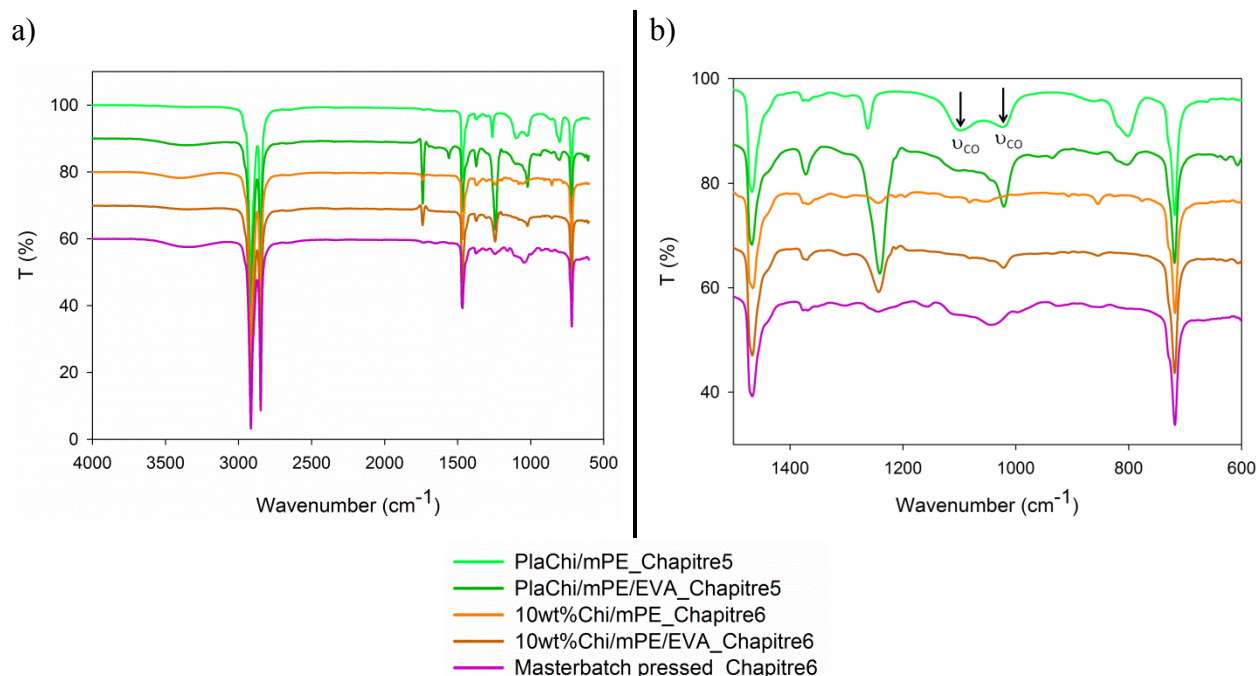 a)
b)
T (%)
100
80
60
40
20
0
4000 3500 3000 2500 2000 1500 1000 500
Wavenumber (cm⁻¹)
T (%)
100
80
60
40
υCO υCO
1400 1200 1000 800 600
Wavenumber (cm⁻¹)
PlaChi/mPE_Chapitre5
PlaChi/mPE/EVA_Chapitre5
10wt%Chi/mPE_Chapitre6
10wt%Chi/mPE/EVA_Chapitre6
Masterbatch pressed_Chapitre6